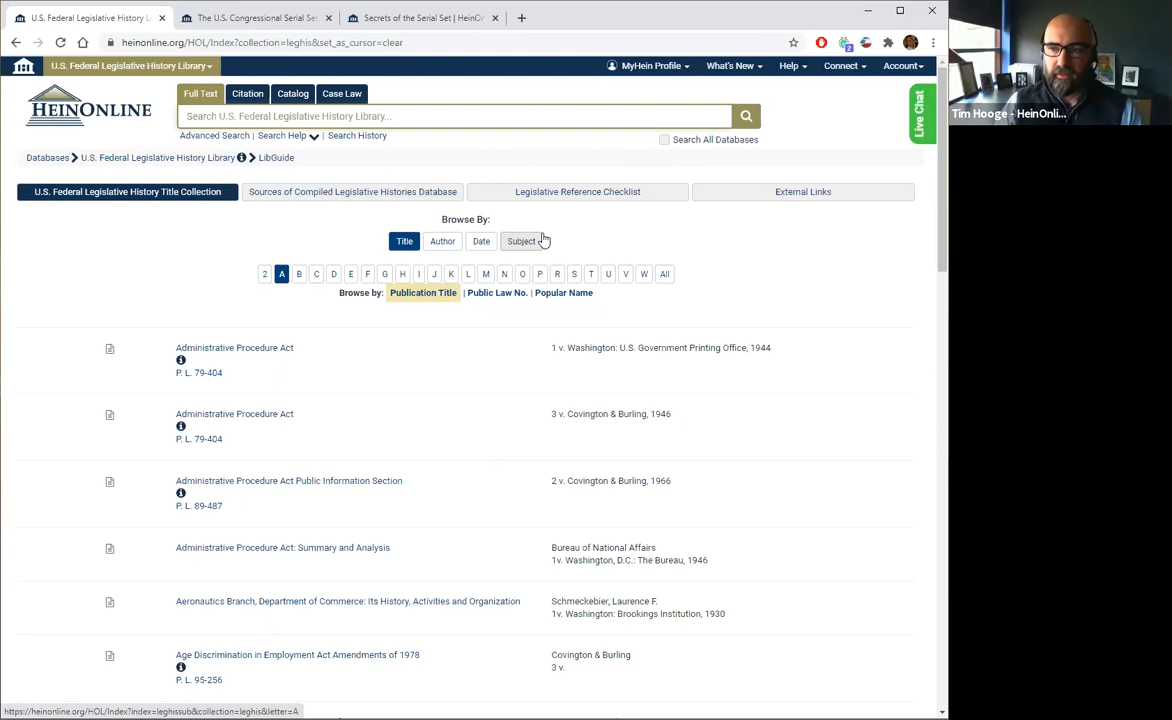 U.S. Federal Legislative History L
The U.S. Congressional Serial Set
Secrets of the Serial Set | HeinOn
heinonline.org/HOL/Index?collection=leghis&set_as_cursor=clear
2
U.S. Federal Legislative History Library
MyHein Profile
What's New
Help
Connect
Account
HEINONLINE
Full Text
Citation
Catalog
Case Law
Search U.S. Federal Legislative History Library...
Advanced Search | Search Help | Search History
Search All Databases
Live Chat
Tim Hooge - HeinOnli...
Databases > U.S. Federal Legislative History Library > LibGuide
U.S. Federal Legislative History Title Collection
Sources of Compiled Legislative Histories Database
Legislative Reference Checklist
External Links
Browse By:
Title
Author
Date
Subject
2 A B C D E F G H I J K L M N O P R S T U V W All
Browse by: Publication Title | Public Law No. | Popular Name
Administrative Procedure Act
1 v. Washington: U.S. Government Printing Office, 1944
P. L. 79-404
Administrative Procedure Act
3 v. Covington & Burling, 1946
P. L. 79-404
Administrative Procedure Act Public Information Section
2 v. Covington & Burling, 1966
P. L. 89-487
Administrative Procedure Act: Summary and Analysis
Bureau of National Affairs
1v. Washington, D.C.: The Bureau, 1946
Aeronautics Branch, Department of Commerce: Its History, Activities and Organization
Schmeckebier, Laurence F.
1v. Washington: Brookings Institution, 1930
Age Discrimination in Employment Act Amendments of 1978
Covington & Burling
3 v.
P. L. 95-256
https://heinonline.org/HOL/Index?index=leghissub&collection=leghis&letter=A